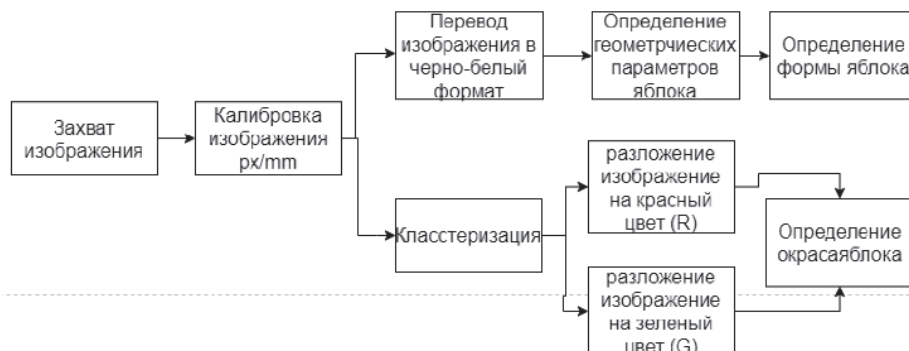 Захват
изображения
Калибровка
изображения
px/mm
Перевод
изображения в
черно-белый
формат
Определение
геометрчиеских
параметров
яблока
Определение
формы яблока
Класстеризация
разложение
изображение
на красный
цвет (R)
разложение
изображение
на зеленый
цвет (G)
Определение
окрасаяблока